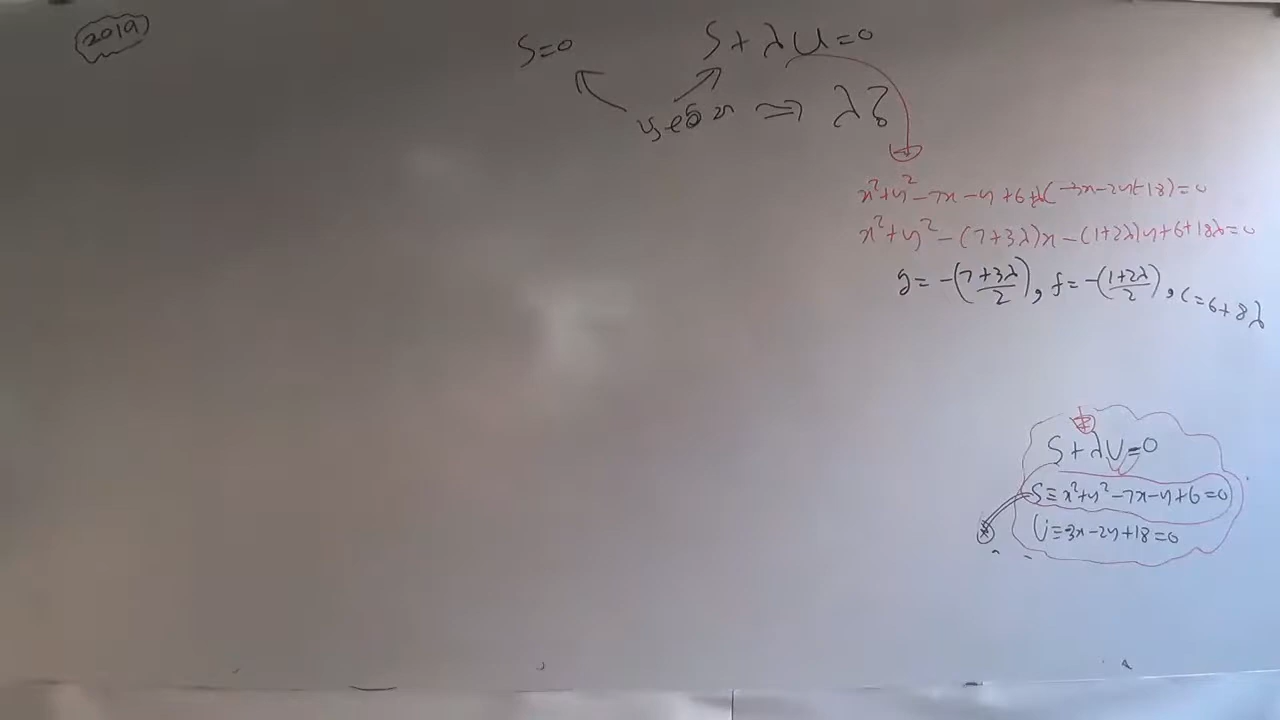 2019
S=0 S+λU=0
⇒ λ?
x²+y²-7x-y+6+λ(-3x-2y+18)=0
x²+y²-(7+3λ)x-(1+2λ)y+6+18λ=0
g=-(7+3λ/2), f=-(1+2λ/2), c=6+8λ
S+λU=0
S≡x²+y²-7x-y+6=0
U≡3x-2y+18=0